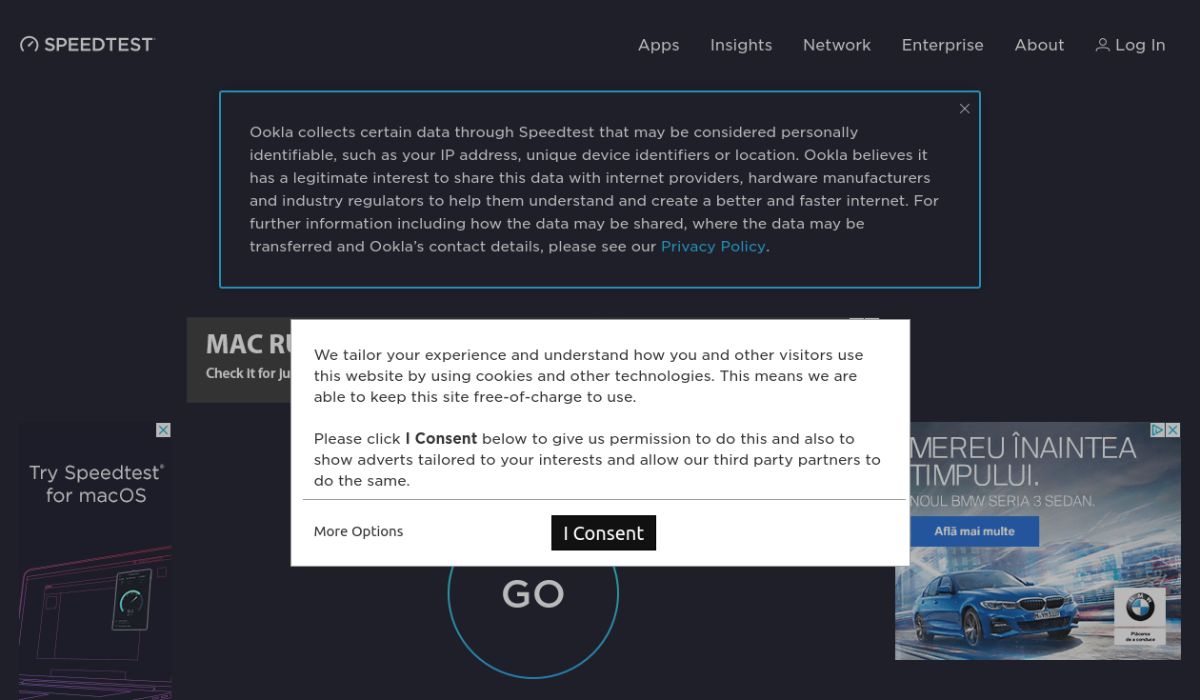 SPEEDTEST
Apps Insights Network Enterprise About Log In
Ookla collects certain data through Speedtest that may be considered personally
identifiable, such as your IP address, unique device identifiers or location. Ookla believes it
has a legitimate interest to share this data with internet providers, hardware manufacturers
and industry regulators to help them understand and create a better and faster internet. For
further information including how the data may be shared, where the data may be
transferred and Ookla’s contact details, please see our Privacy Policy.
MAC
Check It for
We tailor your experience and understand how you and other visitors use
this website by using cookies and other technologies. This means we are
able to keep this site free-of-charge to use.
Please click I Consent below to give us permission to do this and also to
show adverts tailored to your interests and allow our third party partners to
do the same.
More Options
I Consent
Try Speedtest®
for macOS
GO
MEREU ÎNAINTEA
TIMPULUI.
NOUL BMW SERIA 3 SEDAN.
Află mai multe
BMW
Plăcerea
de a conduce